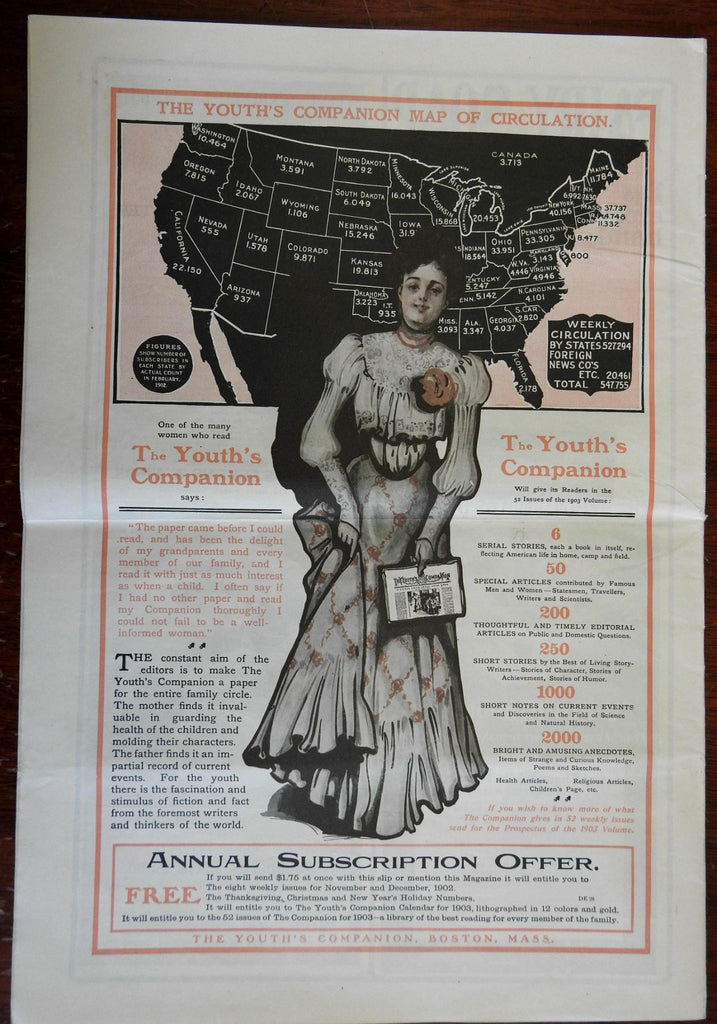 THE YOUTH'S COMPANION MAP OF CIRCULATION.
WASHINGTON
10.464
OREGON
7.815
IDAHO
2.067
MONTANA
3.591
NORTH DAKOTA
3.792
MINNESOTA
16.043
CANADA
3.713
MAINE
11.784
SOUTH DAKOTA
6.049
WYOMING
1.106
WISCONSIN
15.868
20.453
6.992
NEW YORK
40.156
MASS. 37.737
11.332
NEVADA
555
UTAH
1.578
NEBRASKA
15.246
IOWA
31.9
COLORADO
9.871
KANSAS
19.813
CALIFORNIA
22.150
ARIZONA
937
INDIANA
18.564
OHIO
33.951
PENNSYLVANIA
33.305
8.477
800
W.VA.
4446
3.143
VIRGINIA
4.946
KENTUCKY
5.247
TENN. 5.142
N.CAROLINA
4.101
S.CAR
2.820
OKLAHOMA
3.223
I.T.
935
MISS.
3.093
ALA
3.347
GEORGIA
4.037
FLORIDA
2.178
FIGURES
SHOW NUMBER OF
SUBSCRIBERS IN
EACH STATE BY
ACTUAL COUNT
IN FEBRUARY,
1902
WEEKLY
CIRCULATION
BY STATES 527.294
FOREIGN
NEWS CO'S
ETC. 20.461
TOTAL 547.755
One of the many
women who read
The Youth's
Companion
says:
"The paper came before I could
read, and has been the delight
of my grandparents and every
member of our family, and I
read it with just as much interest
as when a child. I often say if
I had no other paper and read
my Companion thoroughly I
could not fail to be a well-
informed woman."
THE constant aim of the
editors is to make The
Youth's Companion a paper
for the entire family circle.
The mother finds it inval-
uable in guarding the
health of the children and
molding their characters.
The father finds it an im-
partial record of current
events. For the youth
there is the fascination and
stimulus of fiction and fact
from the foremost writers
and thinkers of the world.
The Youth's
Companion
Will give its Readers in the
52 Issues of the 1903 Volume:
6
SERIAL STORIES, each a book in itself, re-
flecting American life in home, camp and field.
50
SPECIAL ARTICLES contributed by Famous
Men and Women—Statesmen, Travellers,
Writers and Scientists.
200
THOUGHTFUL AND TIMELY EDITORIAL
ARTICLES on Public and Domestic Questions.
250
SHORT STORIES by the Best of Living Story-
Writers—Stories of Character, Stories of
Achievement, Stories of Humor.
1000
SHORT NOTES ON CURRENT EVENTS
and Discoveries in the Field of Science
and Natural History.
2000
BRIGHT AND AMUSING ANECDOTES,
Items of Strange and Curious Knowledge,
Poems and Sketches.
Health Articles, Religious Articles,
Children's Page, etc.
If you wish to know more of what
The Companion gives in 52 weekly issues
send for the Prospectus of the 1903 Volume.
ANNUAL SUBSCRIPTION OFFER.
If you will send $1.75 at once with this slip or mention this Magazine it will entitle you to
FREE
The eight weekly issues for November and December, 1902.
The Thanksgiving, Christmas and New Year's Holiday Numbers.
It will entitle you to The Youth's Companion Calendar for 1903, lithographed in 12 colors and gold.
It will entitle you to the 52 issues of The Companion for 1903—a library of the best reading for every member of the family.
THE YOUTH'S COMPANION, BOSTON, MASS.